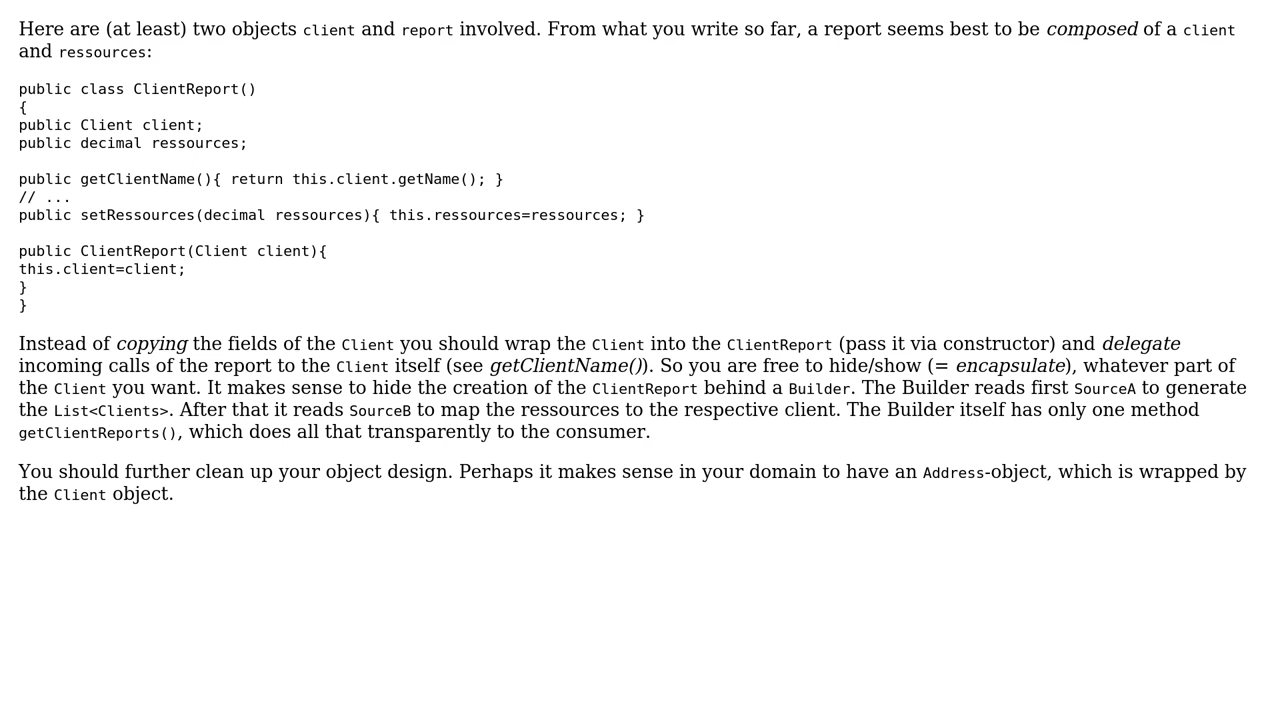 Here are (at least) two objects client and report involved. From what you write so far, a report seems best to be composed of a client
and ressources:
public class ClientReport()
{
public Client client;
public decimal ressources;
public getClientName(){ return this.client.getName(); }
// ...
public setRessources(decimal ressources){ this.ressources=ressources; }
public ClientReport(Client client){
this.client=client;
}
}
Instead of copying the fields of the Client you should wrap the Client into the ClientReport (pass it via constructor) and delegate
incoming calls of the report to the Client itself (see getClientName()). So you are free to hide/show (= encapsulate), whatever part of
the Client you want. It makes sense to hide the creation of the ClientReport behind a Builder. The Builder reads first SourceA to generate
the List<Clients>. After that it reads SourceB to map the ressources to the respective client. The Builder itself has only one method
getClientReports(), which does all that transparently to the consumer.
You should further clean up your object design. Perhaps it makes sense in your domain to have an Address-object, which is wrapped by
the Client object.